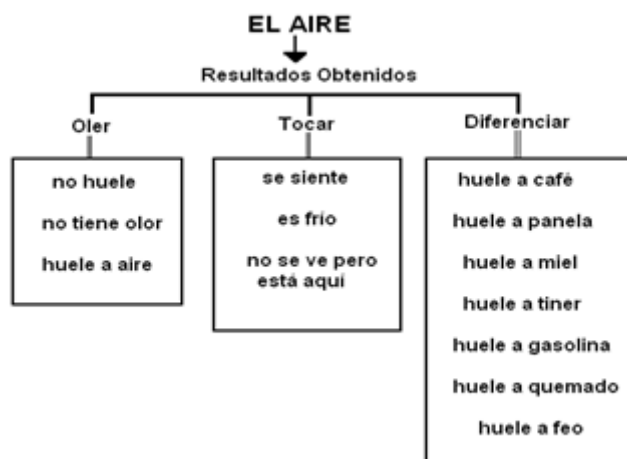 EL AIRE
Resultados Obtenidos
Oler
no huele
no tiene olor
huele a aire
Tocar
se siente
es frío
no se ve pero
está aquí
Diferenciar
huele a café
huele a panela
huele a miel
huele a tiner
huele a gasolina
huele a quemado
huele a feo